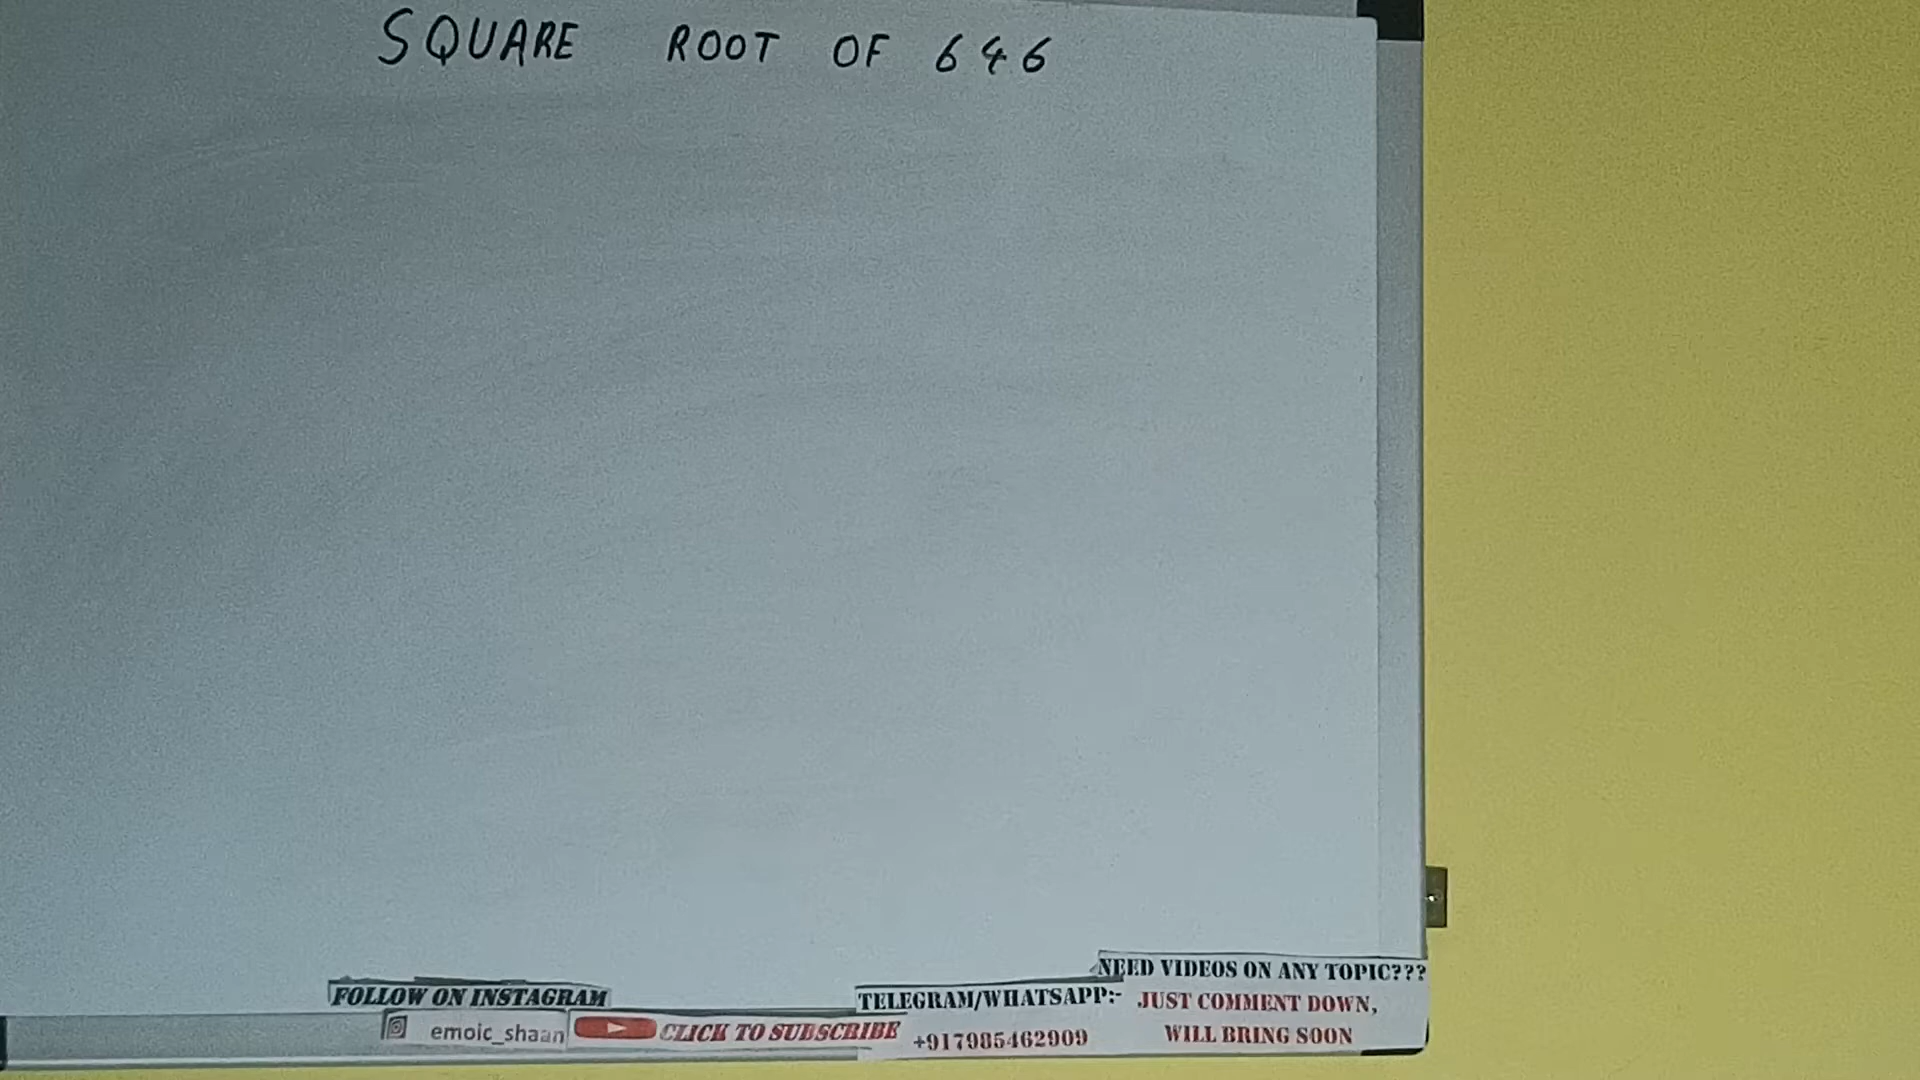 SQUARE ROOT OF 646
NEED VIDEOS ON ANY TOPIC???
FOLLOW ON INSTAGRAM
TELEGRAM/WHATSAPP:- JUST COMMENT DOWN,
emoic_shaan CLICK TO SUBSCRIBE +917985462909 WILL BRING SOON